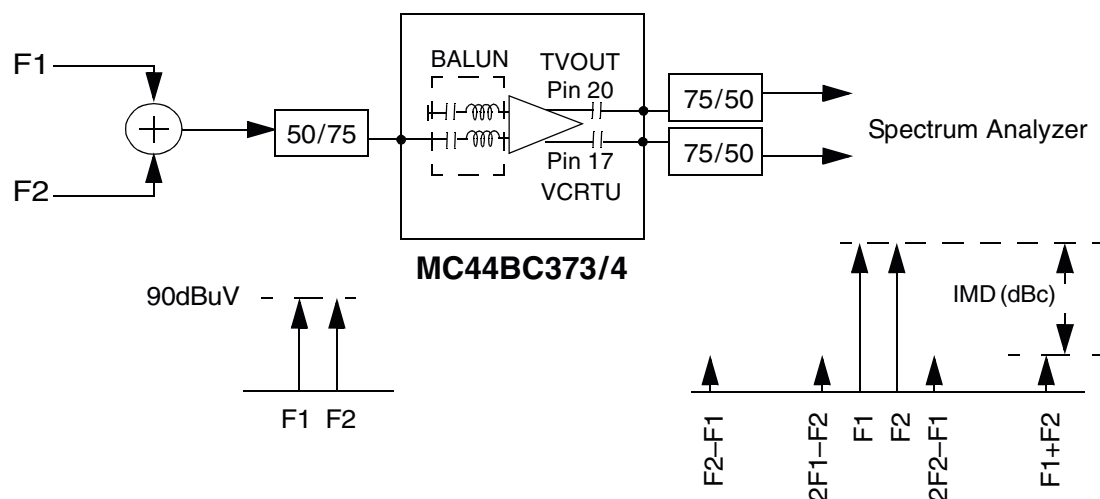 F1
F2
50/75
BALUN
TVOUT
Pin 20
Pin 17
VCRTU
75/50
75/50
Spectrum Analyzer
MC44BC373/4
90dBuV
F1 F2
IMD (dBc)
F2–F1
2F1–F2
F1
F2
2F2–F1
F1+F2